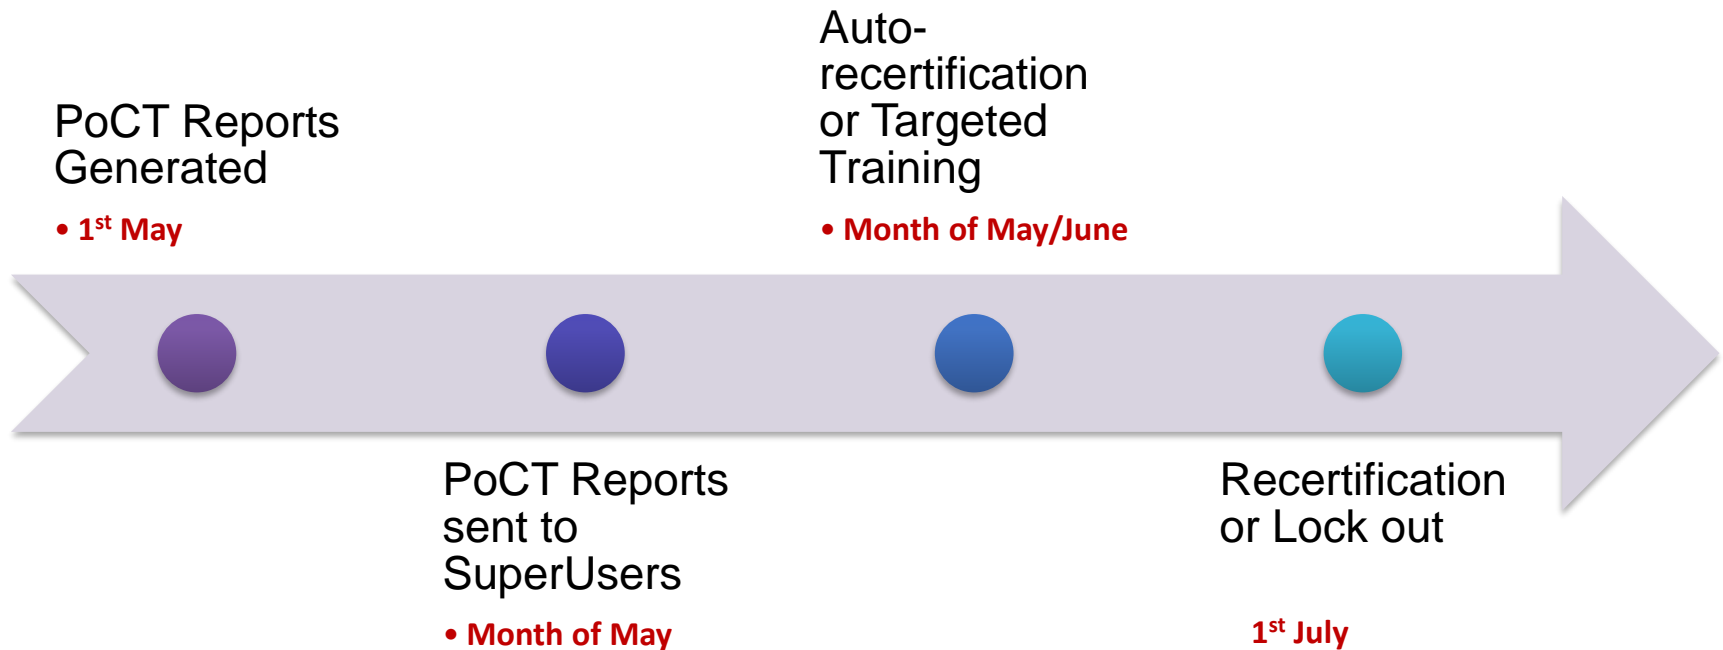 PoCT Reports
Generated
• 1st May
PoCT Reports
sent to
SuperUsers
• Month of May
Auto-
recertification
or Targeted
Training
• Month of May/June
Recertification
or Lock out
1st July